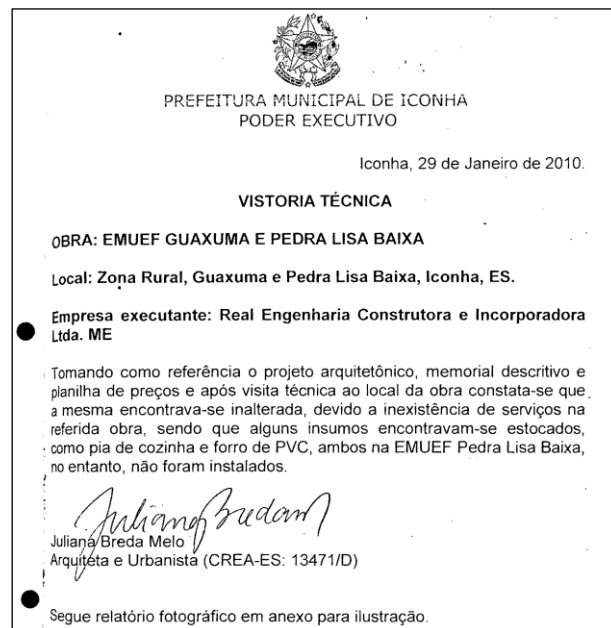 PREFEITURA MUNICIPAL DE ICONHA
PODER EXECUTIVO
Iconha, 29 de Janeiro de 2010.
VISTORIA TÉCNICA
OBRA: EMUEF GUAXUMA E PEDRA LISA BAIXA
Local: Zona Rural, Guaxuma e Pedra Lisa Baixa, Iconha, ES.
Empresa executante: Real Engenharia Construtora e Incorporadora
Ltda. ME
Tomando como referência o projeto arquitetônico, memorial descritivo e
planilha de preços e após visita técnica ao local da obra constata-se que
a mesma encontrava-se inalterada, devido a inexistência de serviços na
referida obra, sendo que alguns insumos encontravam-se estocados,
como pia de cozinha e forro de PVC, ambos na EMUEF Pedra Lisa Baixa,
no entanto, não foram instalados.
Juliana Breda M
Juliana Breda Melo
Arquiteta e Urbanista (CREA-ES: 13471/D)
Segue relatório fotográfico em anexo para ilustração.